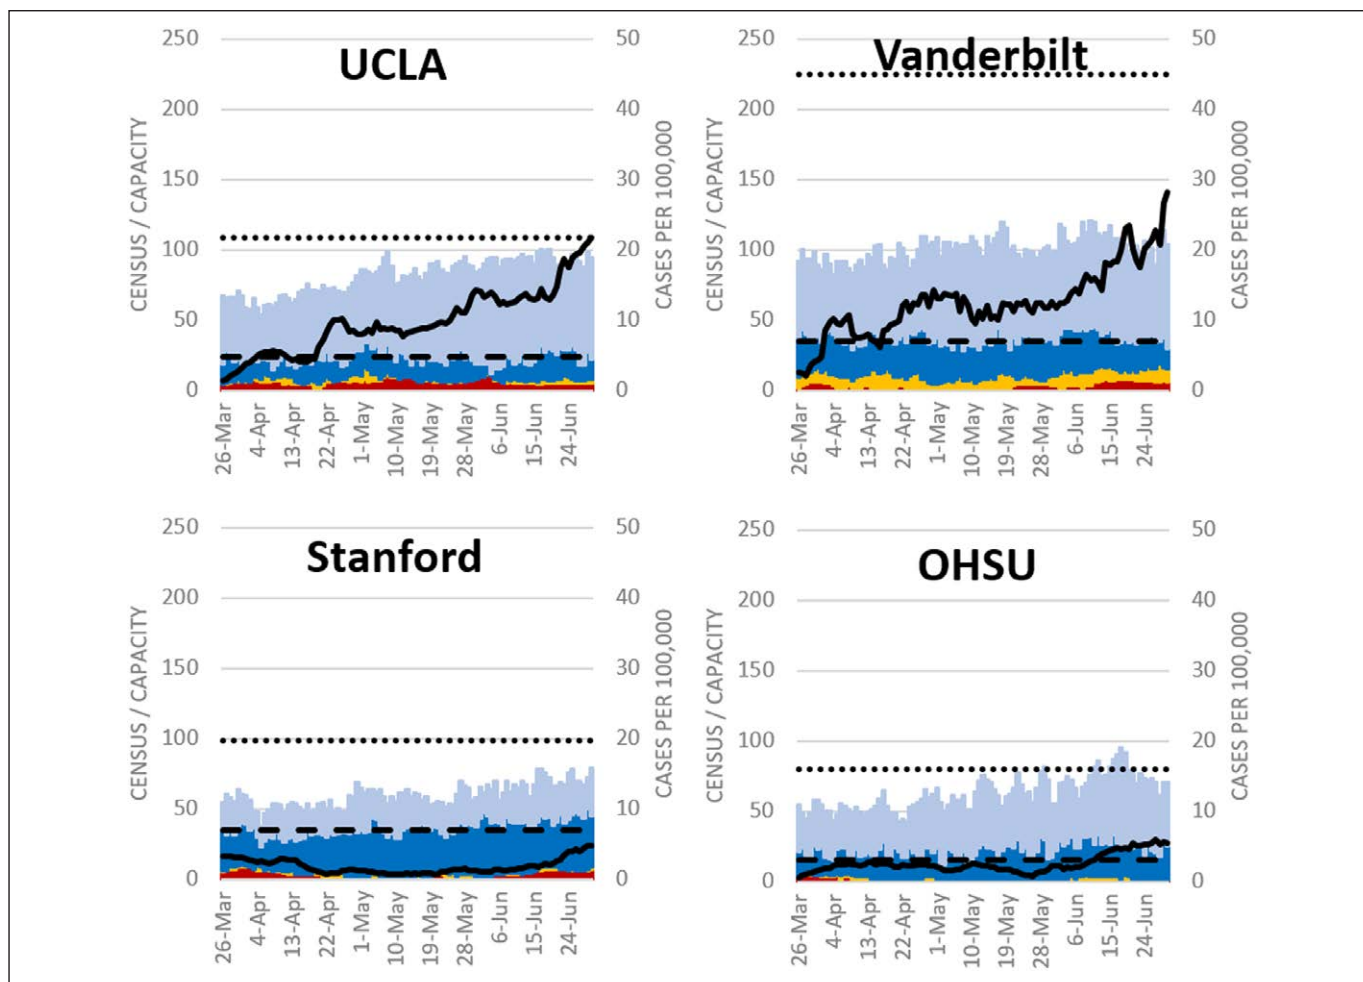 UCLA
CENSUS / CAPACITY
250
200
150
100
50
0
50
40
30
20
10
0
CASES PER 100,000
26-Mar
4-Apr
13-Apr
22-Apr
1-May
10-May
19-May
28-May
6-Jun
15-Jun
24-Jun
Vanderbilt
CENSUS / CAPACITY
250
200
150
100
50
0
50
40
30
20
10
0
CASES PER 100,000
26-Mar
4-Apr
13-Apr
22-Apr
1-May
10-May
19-May
28-May
6-Jun
15-Jun
24-Jun
Stanford
CENSUS / CAPACITY
250
200
150
100
50
0
50
40
30
20
10
0
CASES PER 100,000
26-Mar
4-Apr
13-Apr
22-Apr
1-May
10-May
19-May
28-May
6-Jun
15-Jun
24-Jun
OHSU
CENSUS / CAPACITY
250
200
150
100
50
0
50
40
30
20
10
0
CASES PER 100,000
26-Mar
4-Apr
13-Apr
22-Apr
1-May
10-May
19-May
28-May
6-Jun
15-Jun
24-Jun